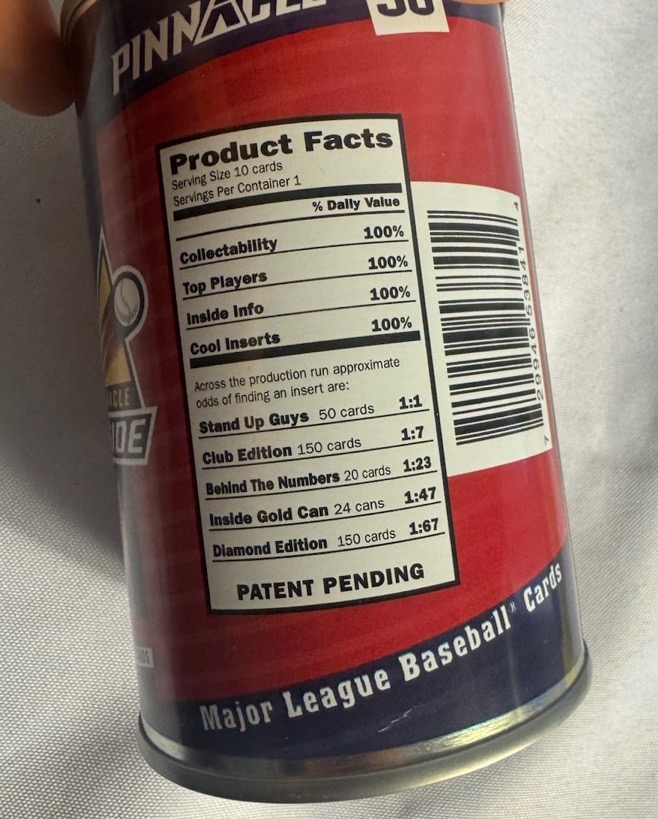 PINNACLE
Product Facts
Serving Size 10 cards
Servings Per Container 1
% Daily Value
Collectability 100%
Top Players 100%
Inside Info 100%
Cool Inserts 100%
Across the production run approximate
odds of finding an insert are:
Stand Up Guys 50 cards 1:1
Club Edition 150 cards 1:7
Behind The Numbers 20 cards 1:23
Inside Gold Can 24 cans 1:47
Diamond Edition 150 cards 1:67
PATENT PENDING
Major League Baseball® Cards